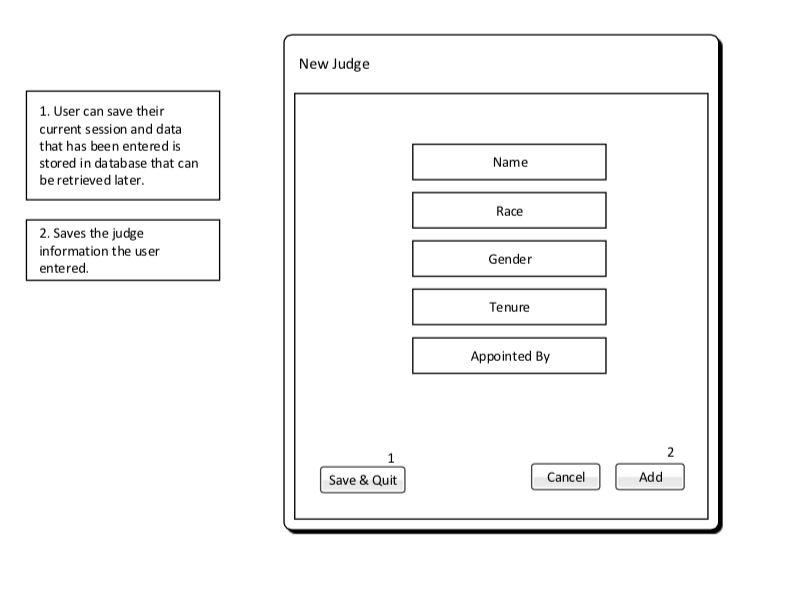 New Judge
1. User can save their
current session and data
that has been entered is
stored in database that can
be retrieved later.
2. Saves the judge
information the user
entered.
Name
Race
Gender
Tenure
Appointed By
1
2
Save & Quit
Cancel
Add